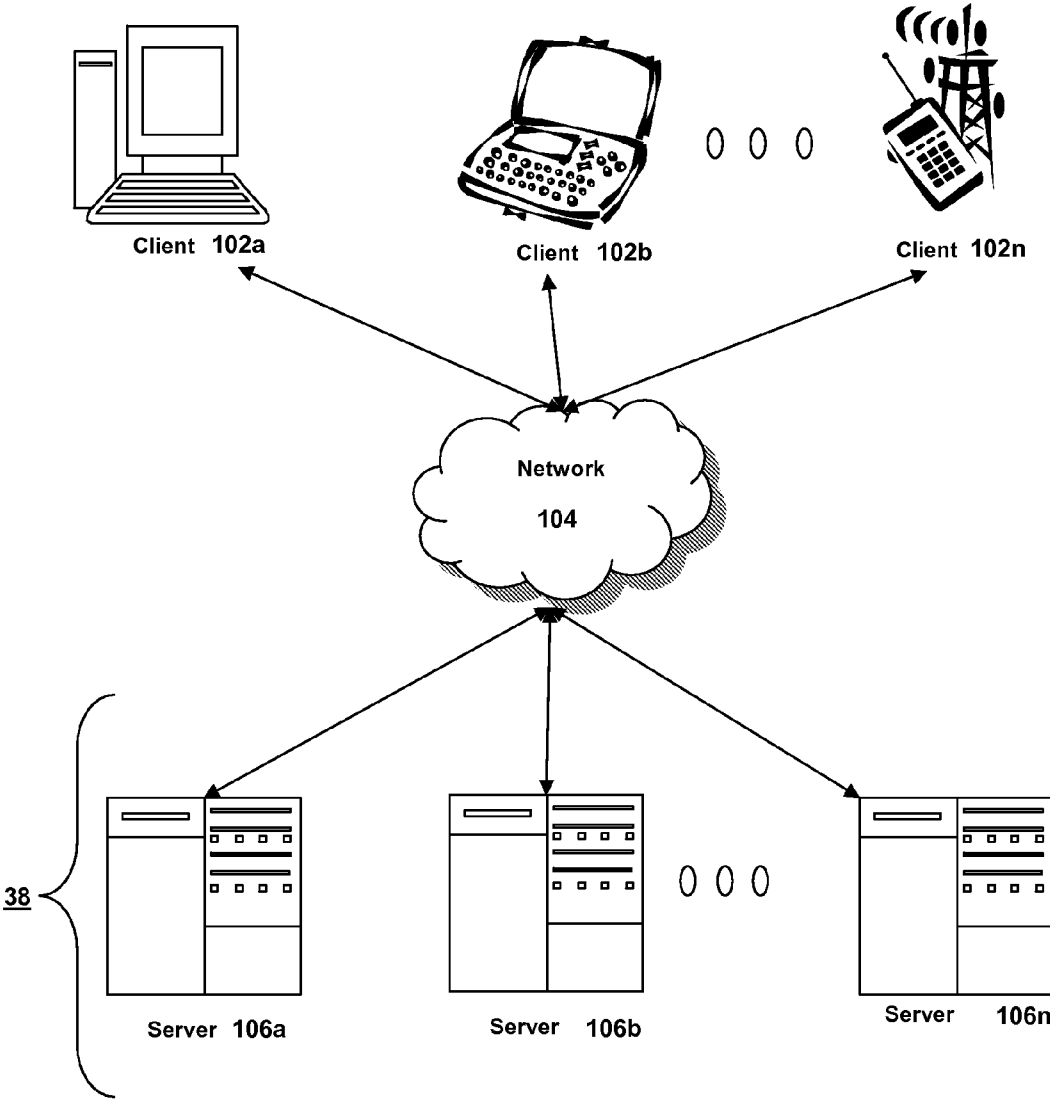 Client 102a
Client 102b
Client 102n
Network
104
38
Server 106a
Server 106b
Server 106n